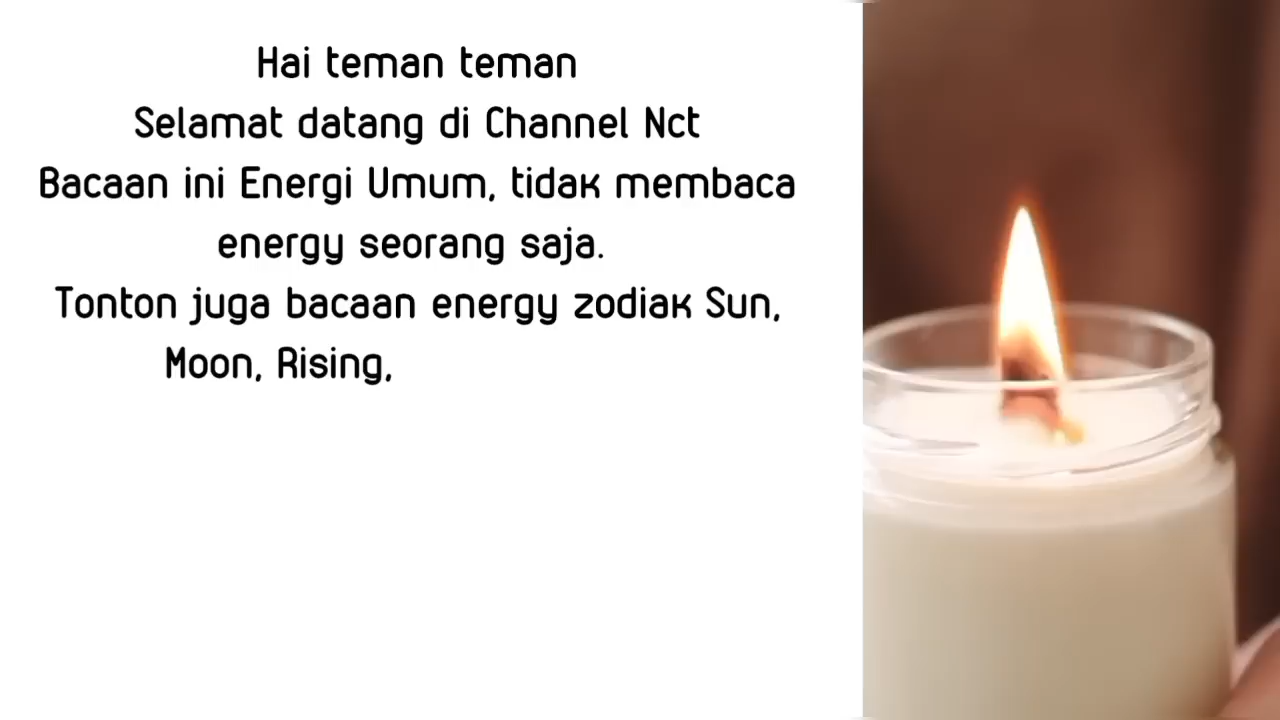 Hai teman teman
Selamat datang di Channel Nct
Bacaan ini Energi Umum, tidak membaca
energy seorang saja.
Tonton juga bacaan energy zodiak Sun,
Moon, Rising,